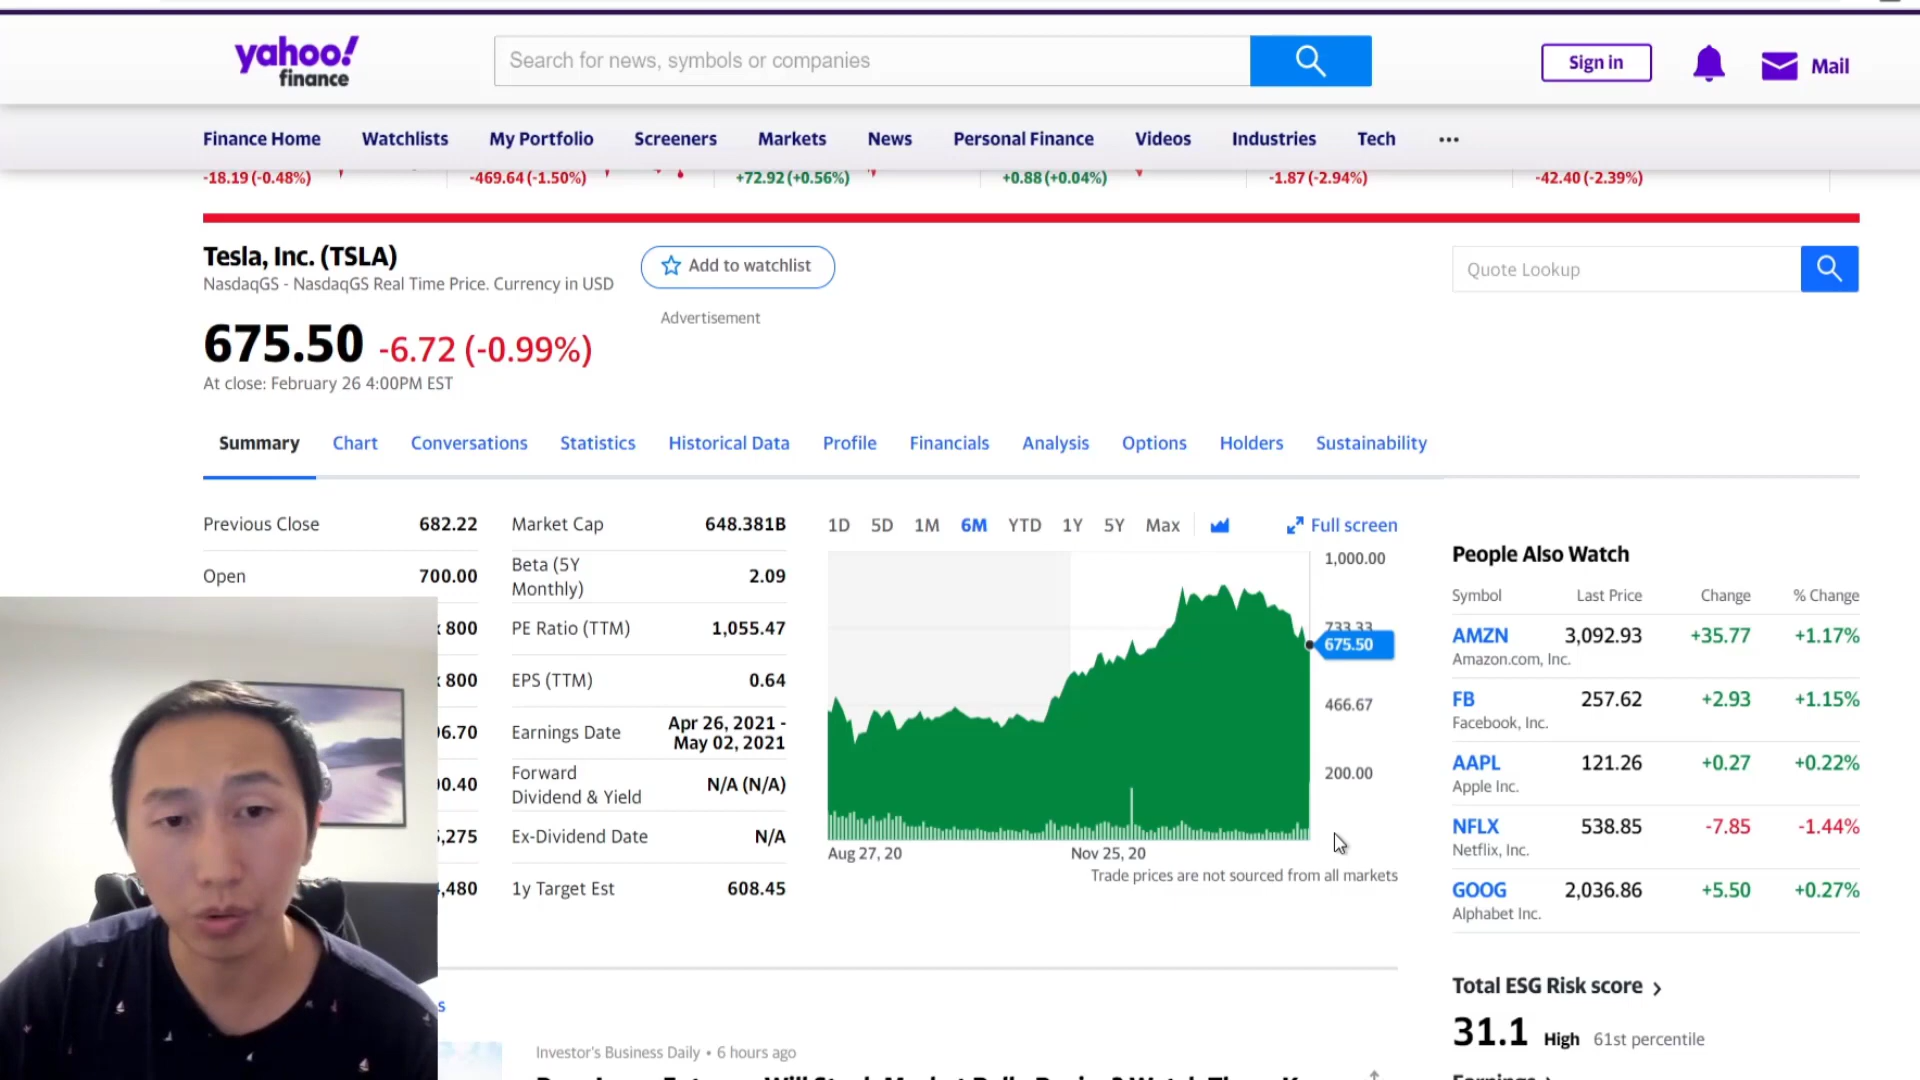 yahoo!
finance
Search for news, symbols or companies
Sign in
Mail
Finance Home Watchlists My Portfolio Screeners Markets News Personal Finance Videos Industries Tech ...
-18.19 (-0.48%) -469.64 (-1.50%) +72.92 (+0.56%) +0.88 (+0.04%) -1.87 (-2.94%) -42.40 (-2.39%)
Tesla, Inc. (TSLA)
NasdaqGS - NasdaqGS Real Time Price. Currency in USD
Add to watchlist
Quote Lookup
Advertisement
675.50 -6.72 (-0.99%)
At close: February 26 4:00PM EST
Summary Chart Conversations Statistics Historical Data Profile Financials Analysis Options Holders Sustainability
Previous Close 682.22
Open 700.00
x 800
x 800
6.70
0.40
,275
,480
Market Cap 648.381B
Beta (5Y
Monthly) 2.09
PE Ratio (TTM) 1,055.47
EPS (TTM) 0.64
Earnings Date Apr 26, 2021 -
May 02, 2021
Forward
Dividend & Yield N/A (N/A)
Ex-Dividend Date N/A
1y Target Est 608.45
1D 5D 1M 6M YTD 1Y 5Y Max Full screen
1,000.00
733.33
675.50
466.67
200.00
Aug 27, 20 Nov 25, 20
Trade prices are not sourced from all markets
People Also Watch
Symbol Last Price Change % Change
AMZN 3,092.93 +35.77 +1.17%
Amazon.com, Inc.
FB 257.62 +2.93 +1.15%
Facebook, Inc.
AAPL 121.26 +0.27 +0.22%
Apple Inc.
NFLX 538.85 -7.85 -1.44%
Netflix, Inc.
GOOG 2,036.86 +5.50 +0.27%
Alphabet Inc.
Total ESG Risk score >
31.1 High 61st percentile
s
Investor's Business Daily • 6 hours ago